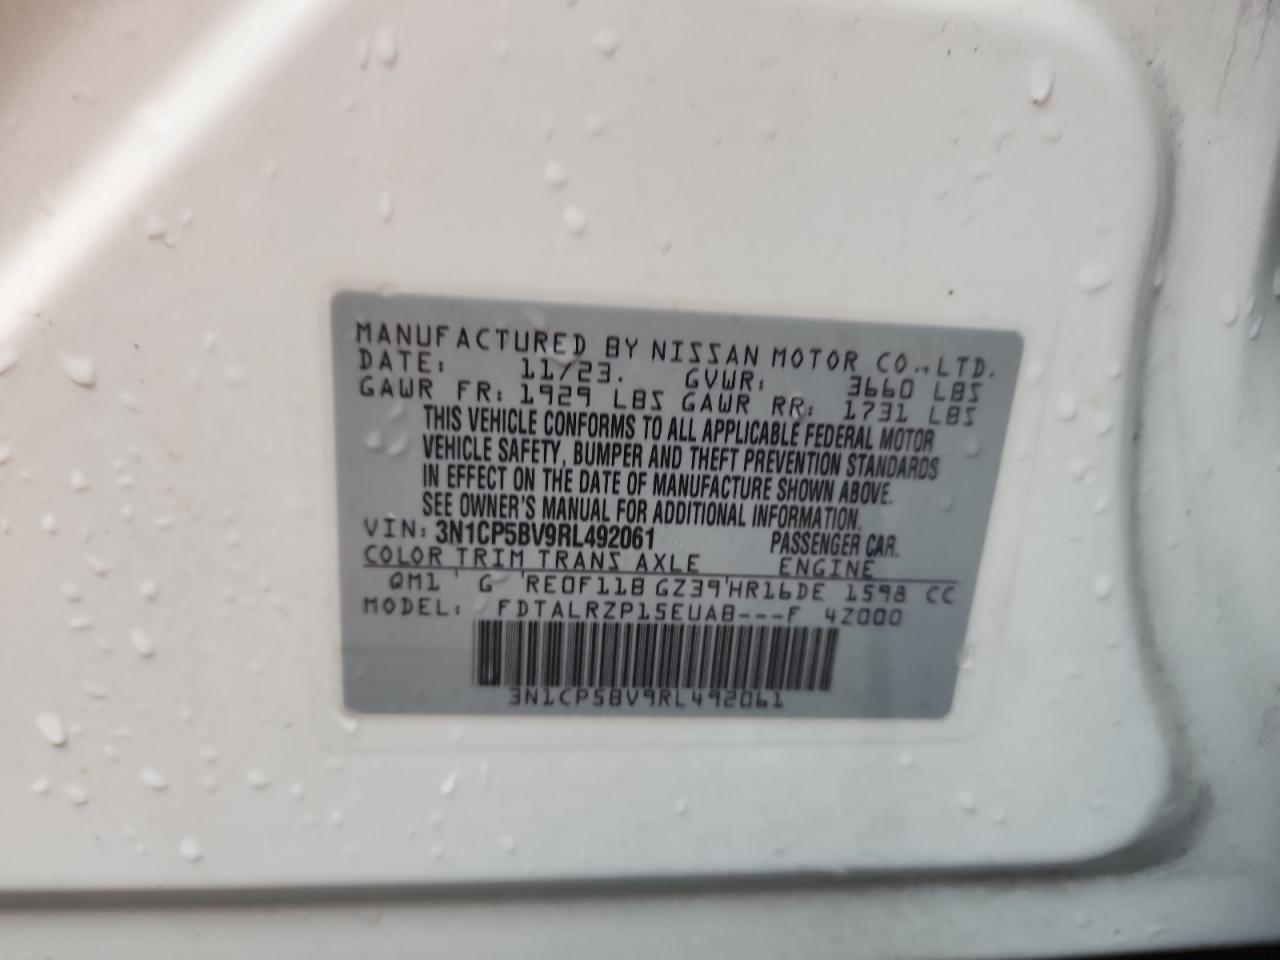 MANUFACTURED BY NISSAN MOTOR CO., LTD.
DATE: 11/23. GVWR: 3660 LBS
GAWR FR: 1929 LBS GAWR RR: 1731 LBS
THIS VEHICLE CONFORMS TO ALL APPLICABLE FEDERAL MOTOR
VEHICLE SAFETY, BUMPER AND THEFT PREVENTION STANDARDS
IN EFFECT ON THE DATE OF MANUFACTURE SHOWN ABOVE.
SEE OWNER'S MANUAL FOR ADDITIONAL INFORMATION.
VIN: 3N1CP5BV9RL492061 PASSENGER CAR.
COLOR TRIM TRANS AXLE ENGINE
QM1 G RE0F11B GZ39 HR16DE 1598 CC
MODEL: FDTALRZP15EUAB---F 4Z000
3N1CP5BV9RL492061